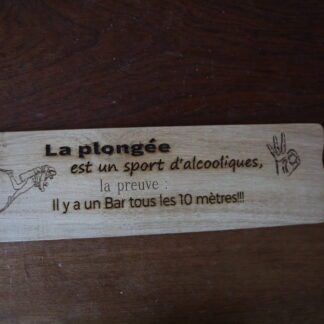 La plongée
est un sport d'alcooliques,
la preuve :
Il y a un Bar tous les 10 mètres!!!